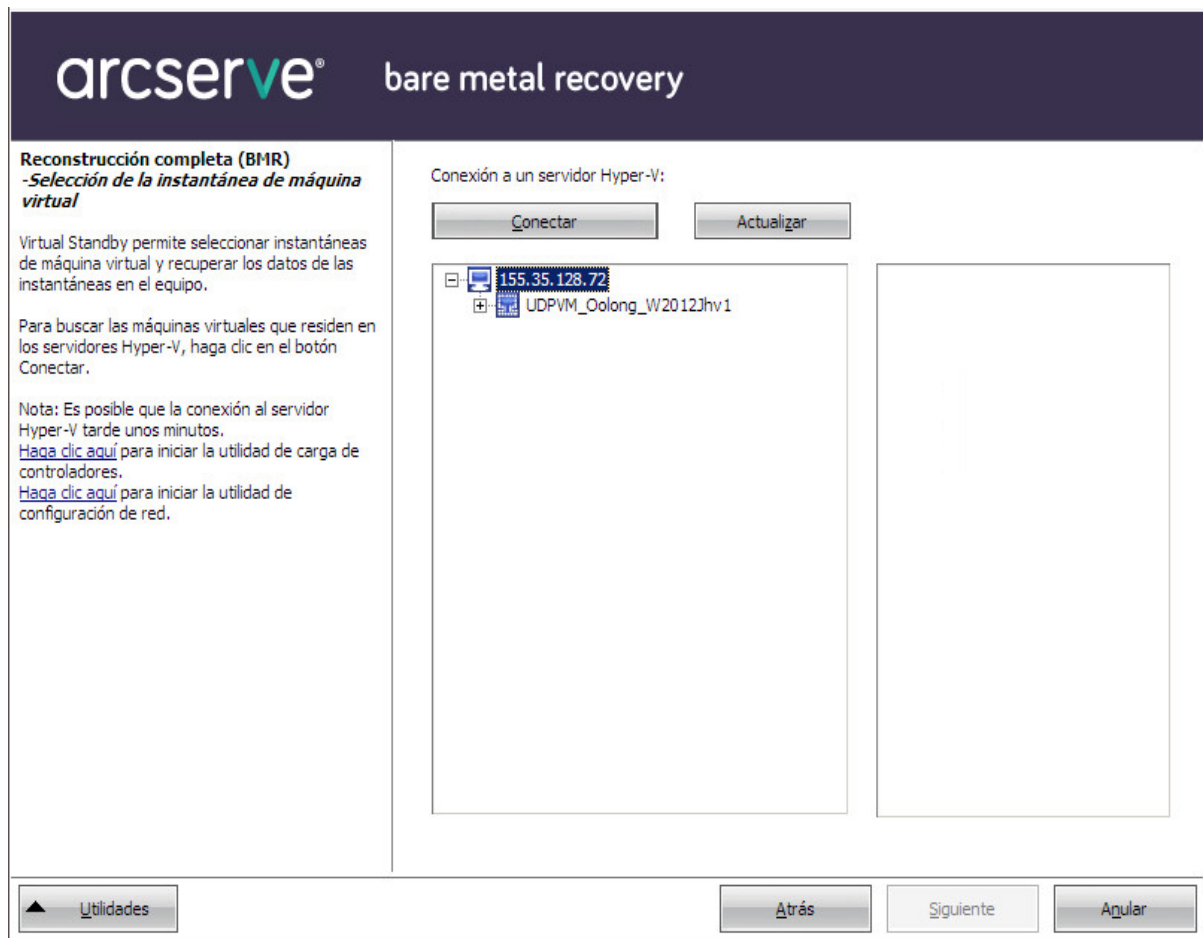 arcserve® bare metal recovery
Reconstrucción completa (BMR)
-Selección de la instantánea de máquina
virtual
Virtual Standby permite seleccionar instantáneas
de máquina virtual y recuperar los datos de las
instantáneas en el equipo.
Para buscar las máquinas virtuales que residen en
los servidores Hyper-V, haga clic en el botón
Conectar.
Nota: Es posible que la conexión al servidor
Hyper-V tarde unos minutos.
Haga clic aquí para iniciar la utilidad de carga de
controladores.
Haga clic aquí para iniciar la utilidad de
configuración de red.
Conexión a un servidor Hyper-V:
Conectar Actualizar
155.35.128.72
UDPVM_Oolong_W2012Jhv1
Utilidades Atrás Siguiente Anular